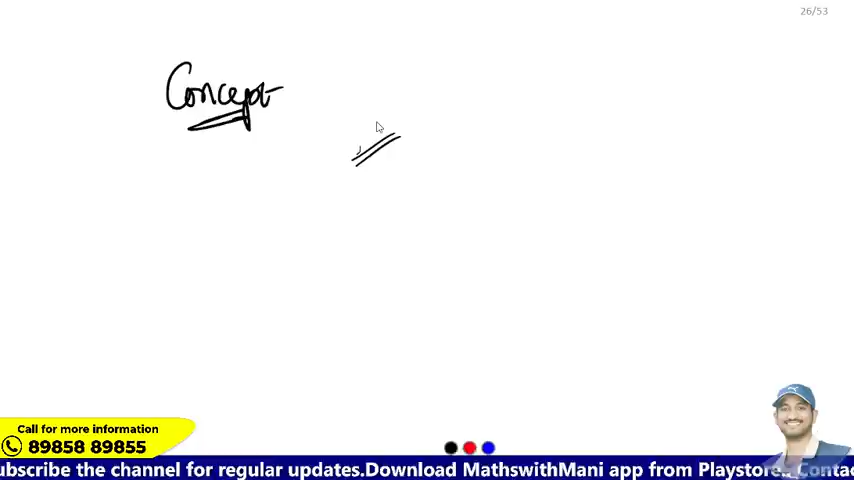 26/53
Concept
Call for more information
89858 89855
ubscribe the channel for regular updates.Download MathswithMani app from Playstore. Contac